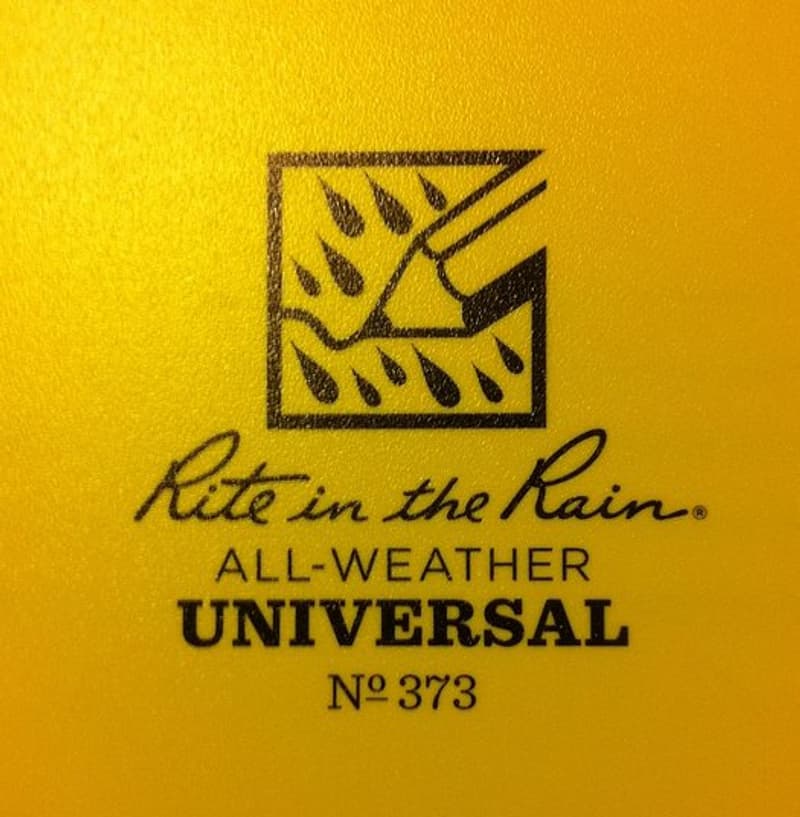 Rite in the Rain®
ALL-WEATHER
UNIVERSAL
Nº 373